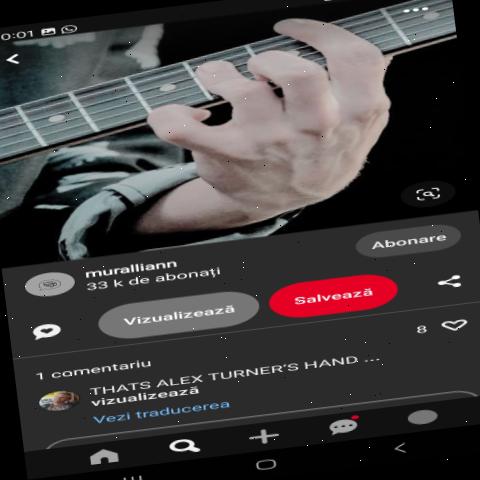 0:01
muralliann
33 k de abonați
Abonare
Vizualizează
Salvează
8
1 comentariu
THATS ALEX TURNER'S HAND ...
vizualizează
Vezi traducerea